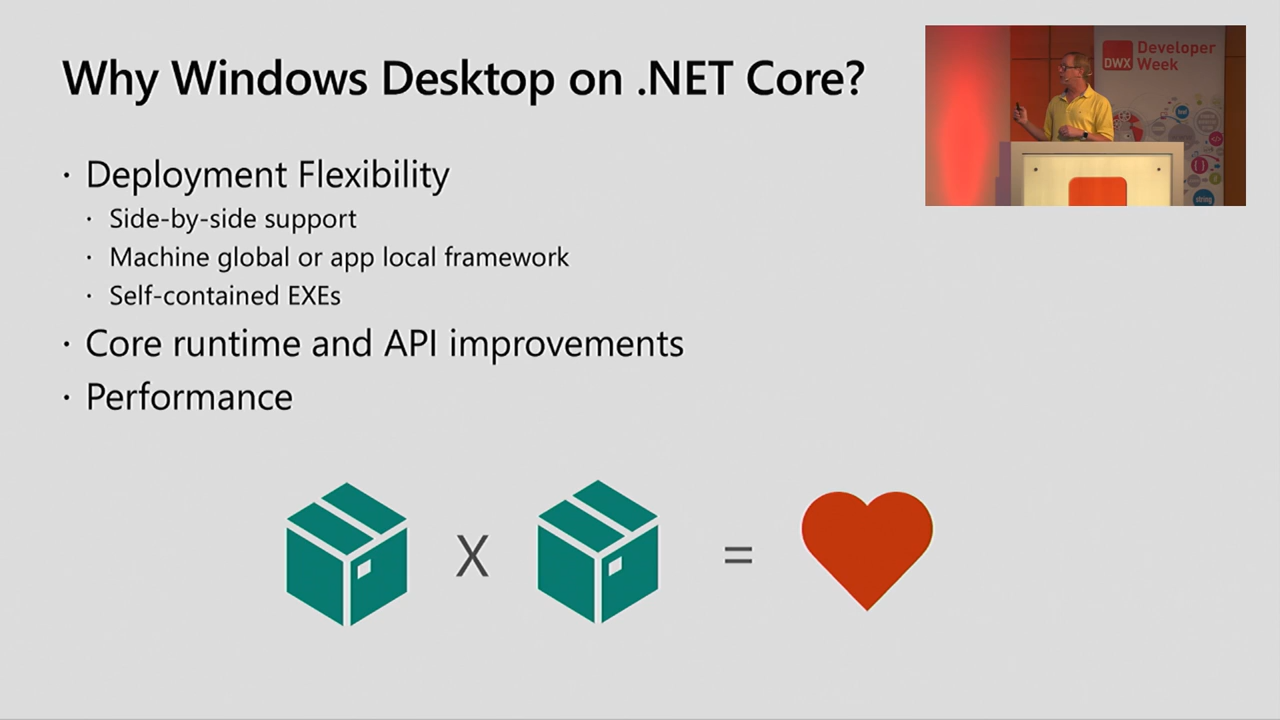 Why Windows Desktop on .NET Core?
· Deployment Flexibility
· Side-by-side support
· Machine global or app local framework
· Self-contained EXEs
· Core runtime and API improvements
· Performance
X =
DWX Developer
Week
string